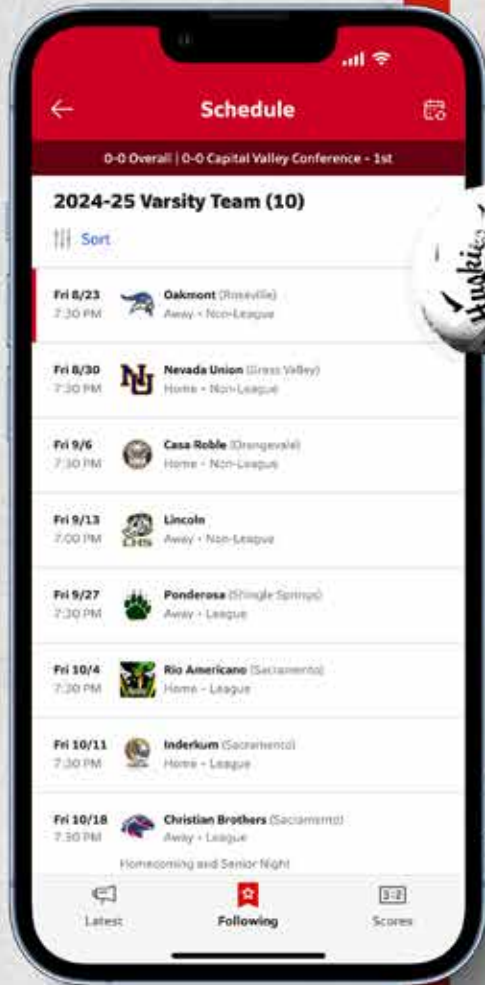 Schedule
0-0 Overall | 0-0 Capital Valley Conference - 1st
2024-25 Varsity Team (10)
Sort
Fri 8/23
Oakmont (Roseville)
7:30 PM
Away • Non-League
Fri 8/30
NU
Nevada Union (Grass Valley)
7:30 PM
Home • Non-League
Fri 9/6
Casa Roble (Orangevale)
7:30 PM
Home - Non-League
Fri 9/13
LHS
Lincoln
7:00 PM
Away • Non-League
Fri 9/27
Ponderosa (Shingle Springs)
7:30 PM
Away - League
Fri 10/4
Rio Americano (Sacramento)
7:30 PM
Home - League
Fri 10/11
Inderkum (Sacramento)
7:30 PM
Home - League
Fri 10/18
Christian Brothers (Sacramento)
7:30 PM
Away - League
Homecoming and Senior Night
Latest
Following
Scores
Huskies